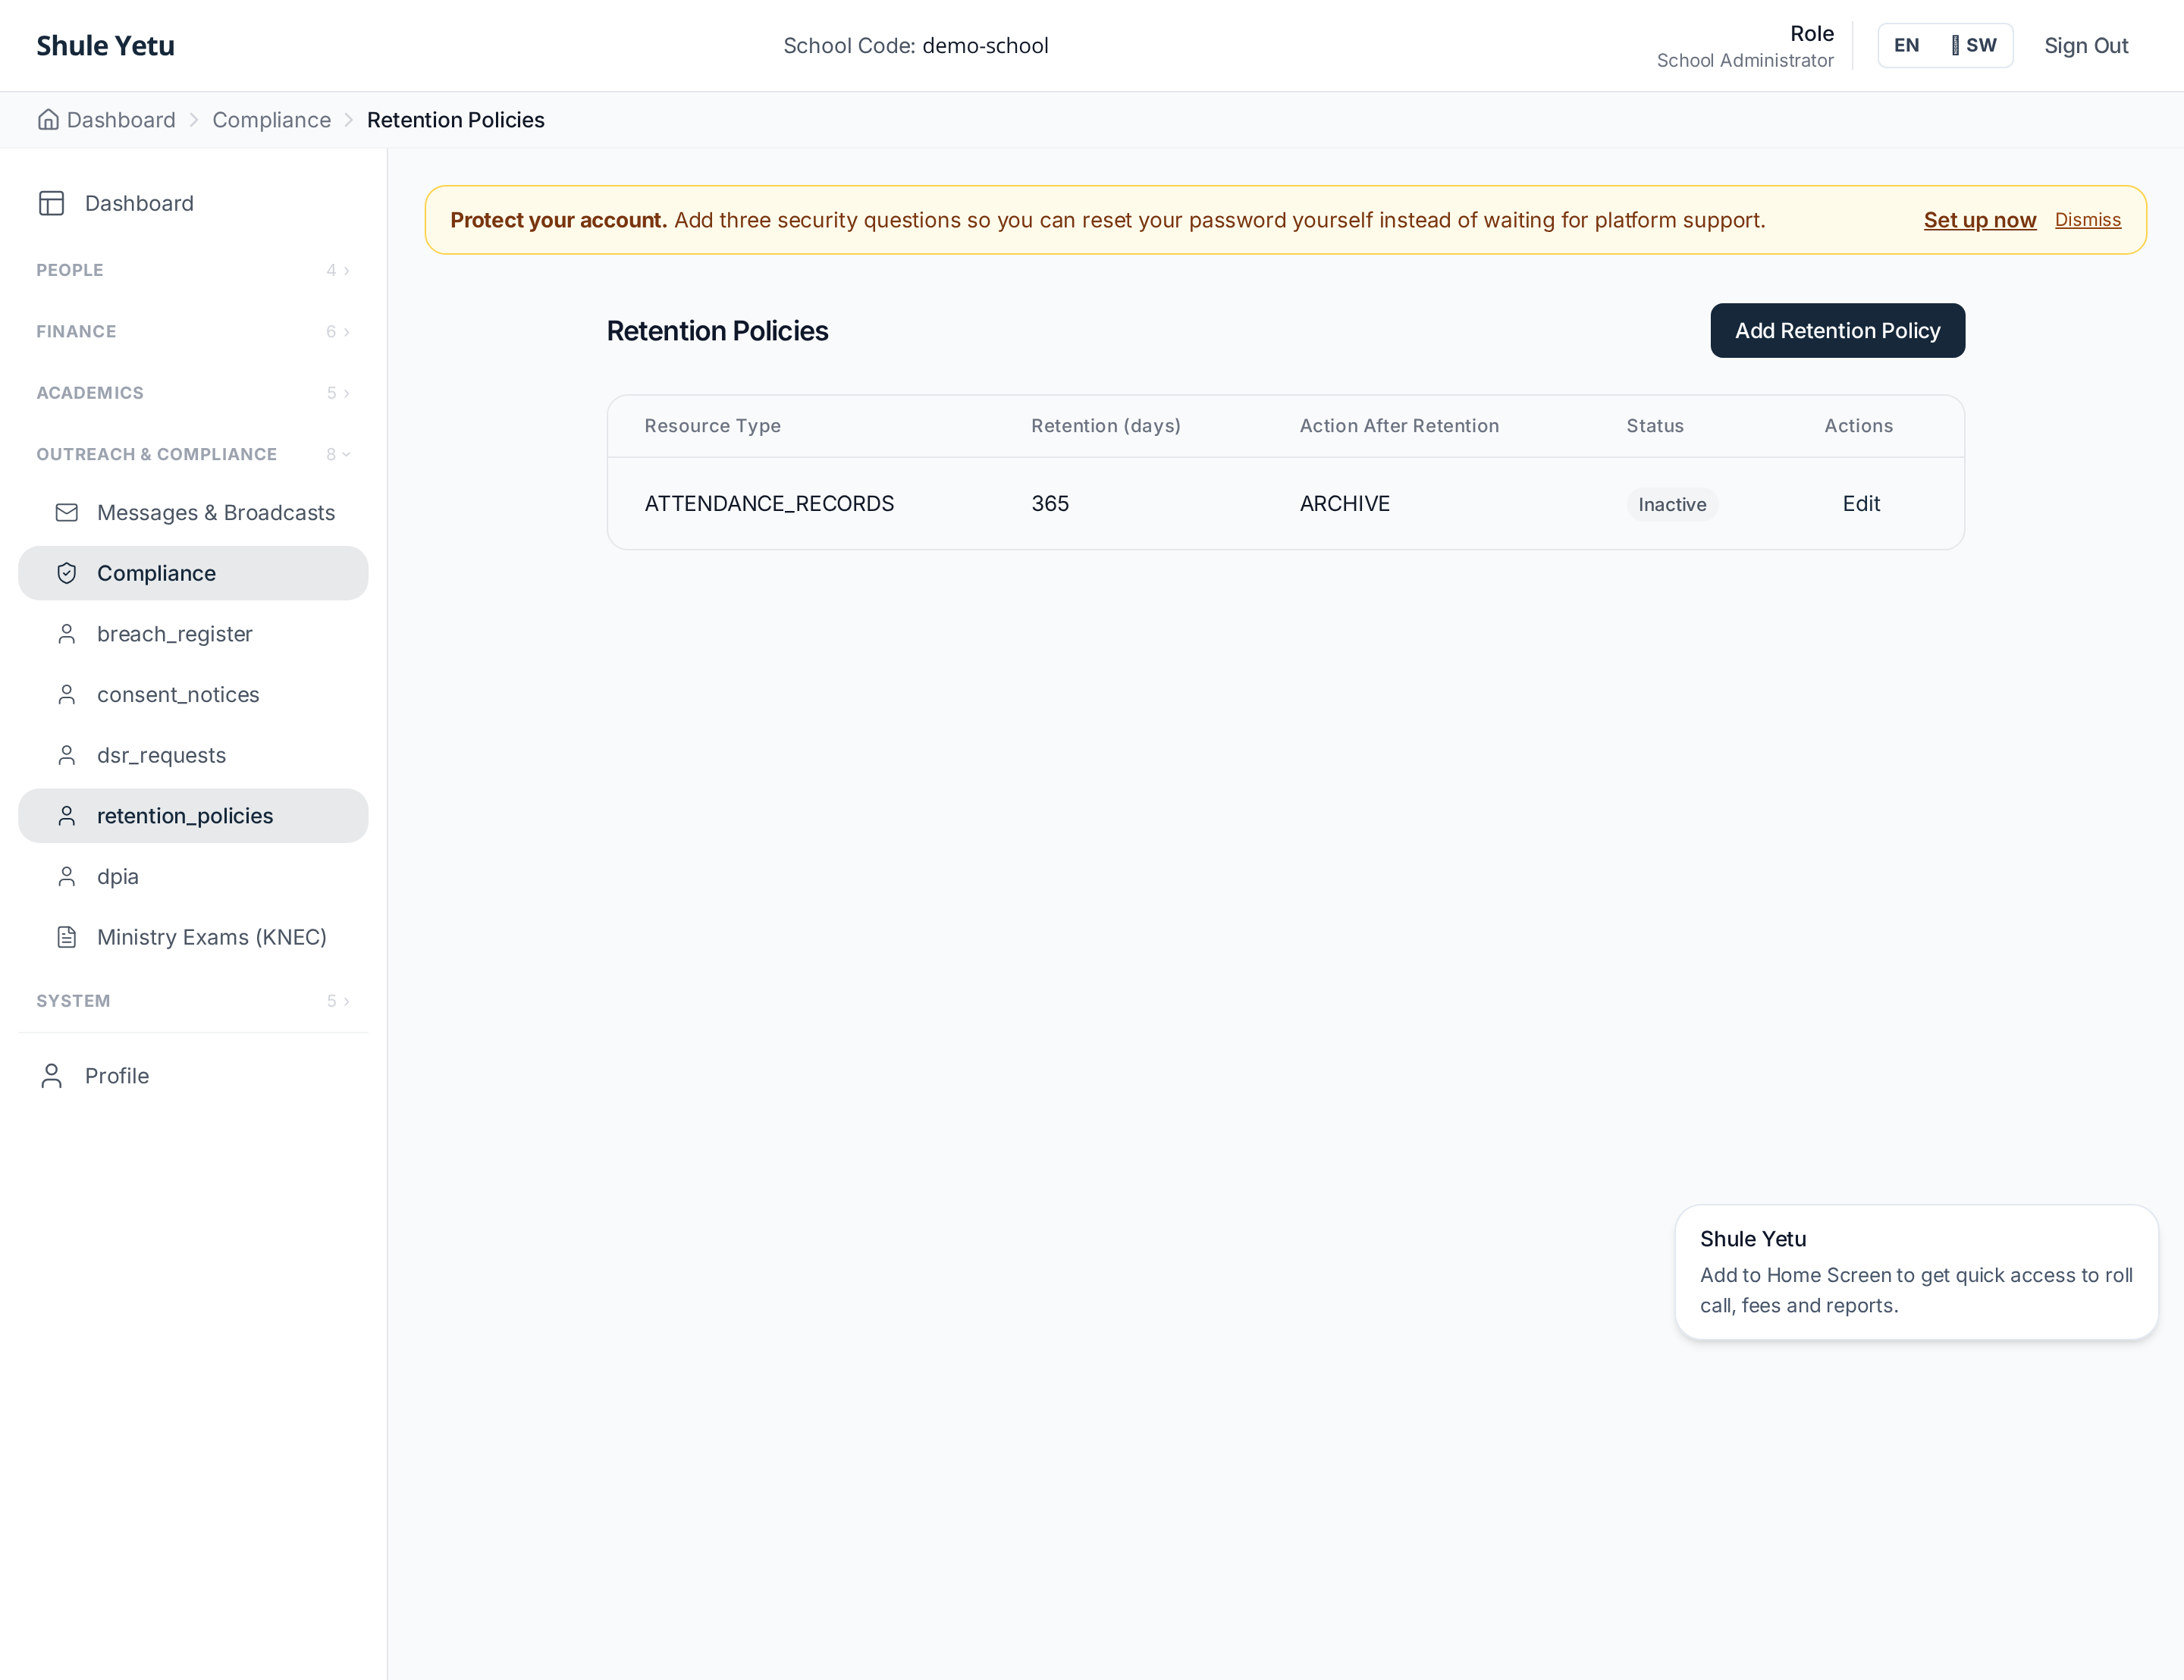 Shule Yetu
School Code: demo-school
Role
School Administrator
EN
SW
Sign Out
Dashboard
Compliance
Retention Policies
Dashboard
PEOPLE 4
FINANCE 6
ACADEMICS 5
OUTREACH & COMPLIANCE 8
Messages & Broadcasts
Compliance
breach_register
consent_notices
dsr_requests
retention_policies
dpia
Ministry Exams (KNEC)
SYSTEM 5
Profile
Protect your account. Add three security questions so you can reset your password yourself instead of waiting for platform support.
Set up now
Dismiss
Retention Policies
Add Retention Policy
Resource Type Retention (days) Action After Retention Status Actions
ATTENDANCE_RECORDS 365 ARCHIVE Inactive Edit
Shule Yetu
Add to Home Screen to get quick access to roll
call, fees and reports.